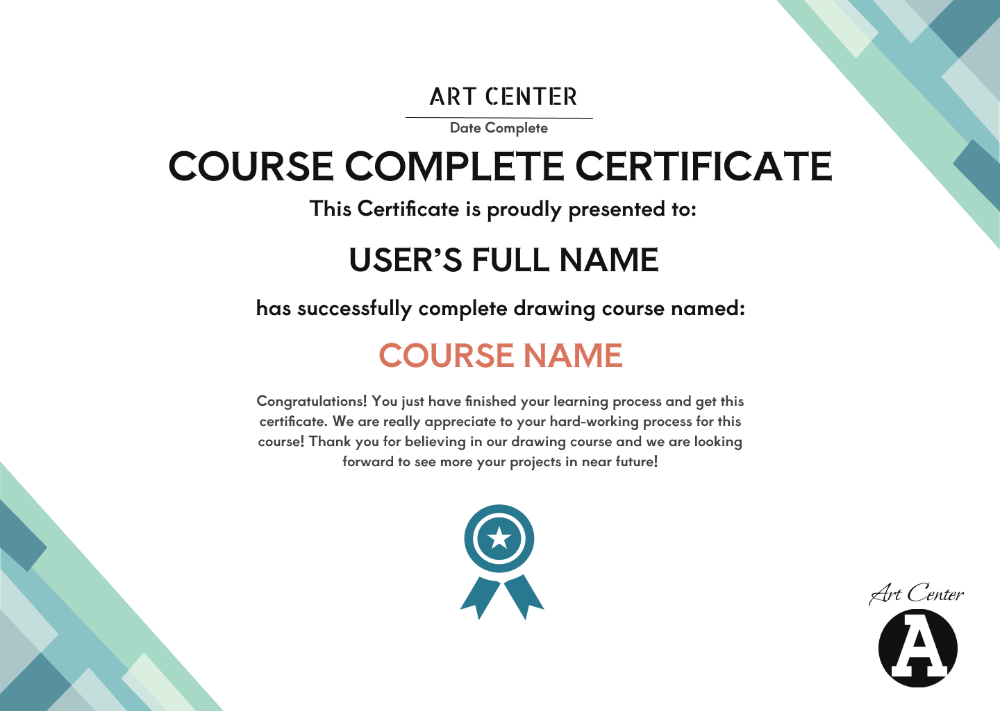 ART CENTER
Date Complete
COURSE COMPLETE CERTIFICATE
This Certificate is proudly presented to:
USER’S FULL NAME
has successfully complete drawing course named:
COURSE NAME
Congratulations! You just have finished your learning process and get this
certificate. We are really appreciate to your hard-working process for this
course! Thank you for believing in our drawing course and we are looking
forward to see more your projects in near future!
Art Center
A